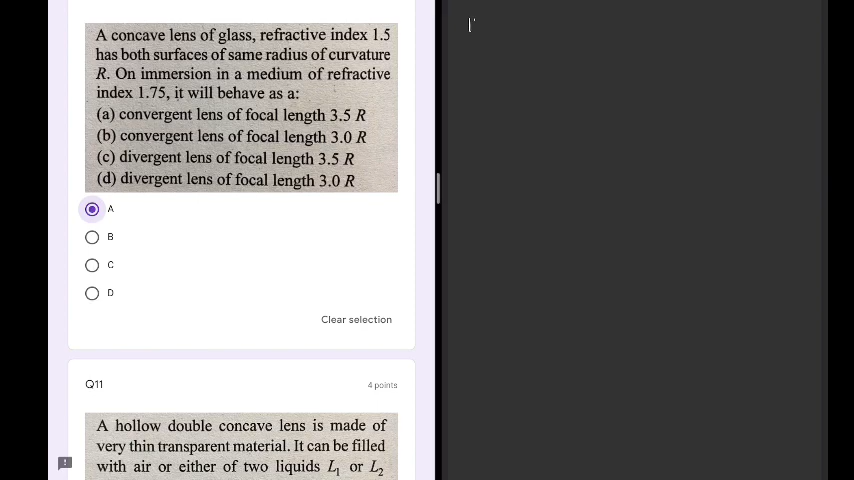 A concave lens of glass, refractive index 1.5
has both surfaces of same radius of curvature
R. On immersion in a medium of refractive
index 1.75, it will behave as a:
(a) convergent lens of focal length 3.5 R
(b) convergent lens of focal length 3.0 R
(c) divergent lens of focal length 3.5 R
(d) divergent lens of focal length 3.0 R
A
B
C
D
Clear selection
Q11
4 points
A hollow double concave lens is made of
very thin transparent material. It can be filled
with air or either of two liquids L₁ or L₂